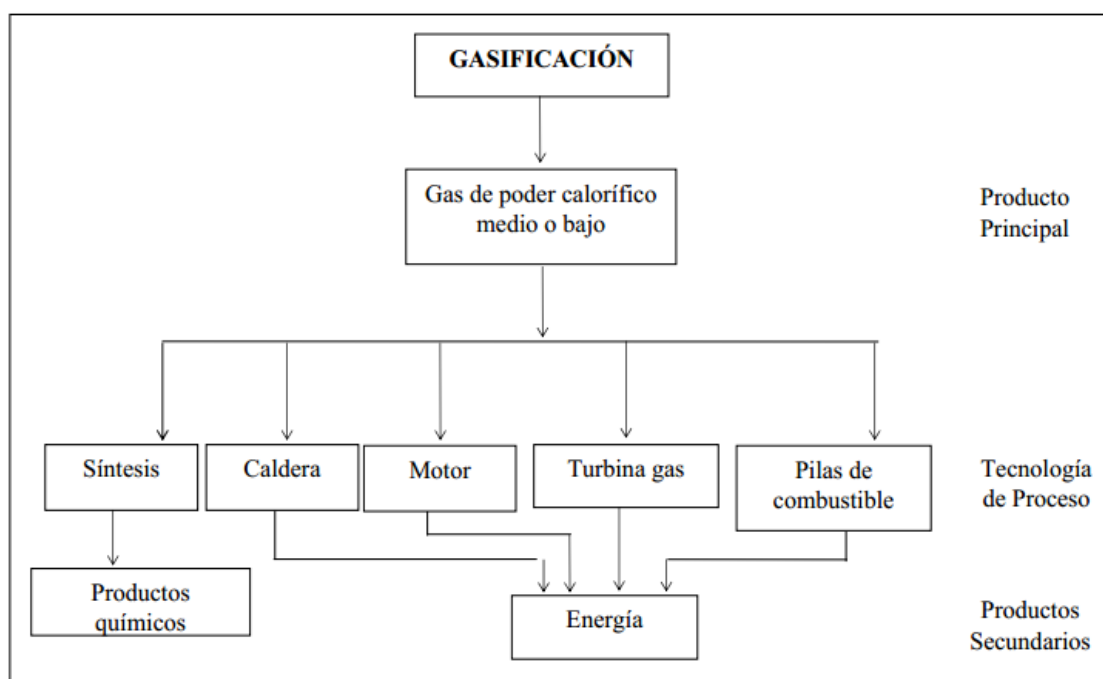 GASIFICACIÓN
Gas de poder calorífico
medio o bajo
Producto
Principal
Síntesis
Caldera
Motor
Turbina gas
Pilas de
combustible
Tecnología
de Proceso
Productos
químicos
Energía
Productos
Secundarios